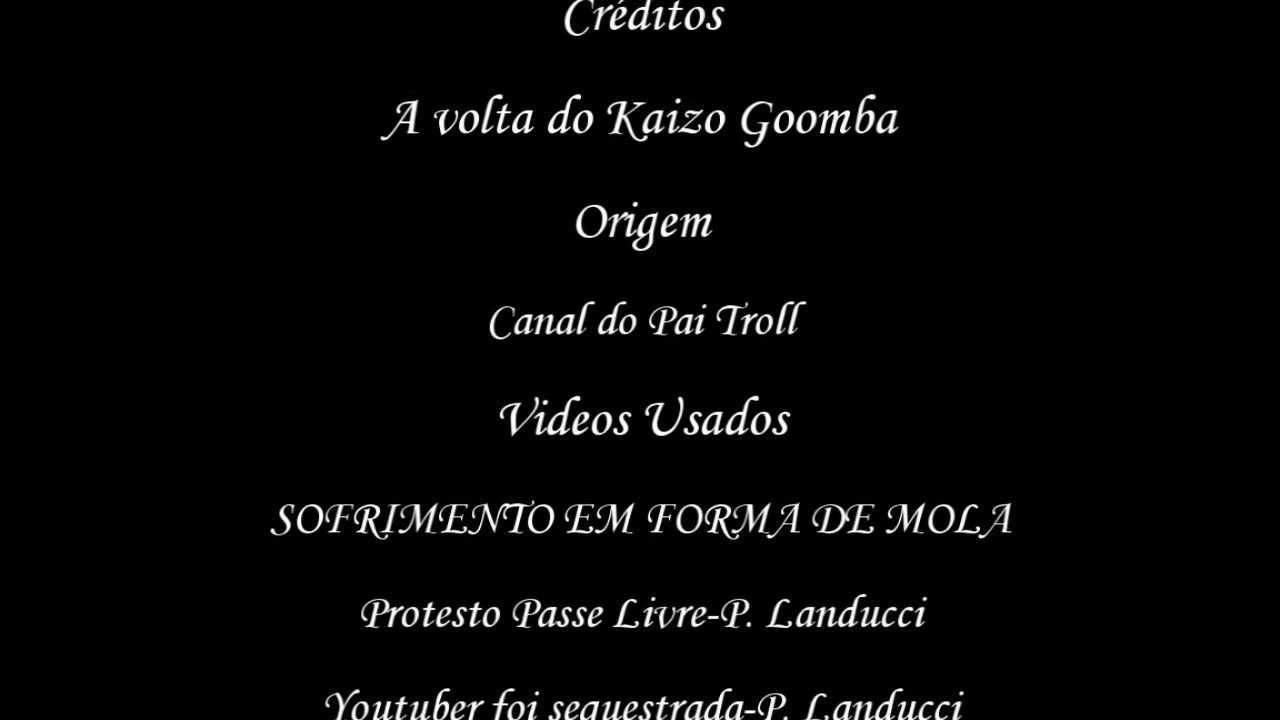 Créditos
A volta do Kaizo Goomba
Origem
Canal do Pai Troll
Videos Usados
SOFRIMENTO EM FORMA DE MOLA
Protesto Passe Livre-P. Landucci
Youtuber foi sequestrada-P. Landucci